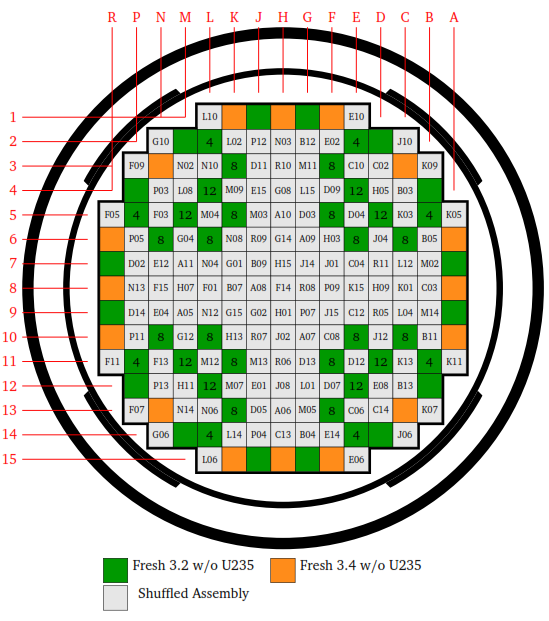 R P N M L K J H G F E D C B A
1 L10 E10
2 G10 4 L02 P12 N03 B12 E02 4 J10
3 F09 N02 N10 8 D11 R10 M11 8 C10 C02 K09
4 P03 L08 12 M09 E15 G08 L15 D09 12 H05 B03
5 F05 4 F03 12 M04 8 M03 A10 D03 8 D04 12 K03 4 K05
6 P05 8 G04 8 N08 R09 G14 A09 H03 8 J04 8 B05
7 D02 E12 A11 N04 G01 B09 H15 J14 J01 C04 R11 L12 M02
8 N13 F15 H07 F01 B07 A08 F14 R08 P09 K15 H09 K01 C03
9 D14 E04 A05 N12 G15 G02 H01 P07 J15 C12 R05 L04 M14
10 P11 8 G12 8 H13 R07 J02 A07 C08 8 J12 8 B11
11 F11 4 F13 12 M12 8 M13 R06 D13 8 D12 12 K13 4 K11
12 P13 H11 12 M07 E01 J08 L01 D07 12 E08 B13
13 F07 N14 N06 8 D05 A06 M05 8 C06 C14 K07
14 G06 4 L14 P04 C13 B04 E14 4 J06
15 L06 E06
Fresh 3.2 w/o U235 Fresh 3.4 w/o U235
Shuffled Assembly